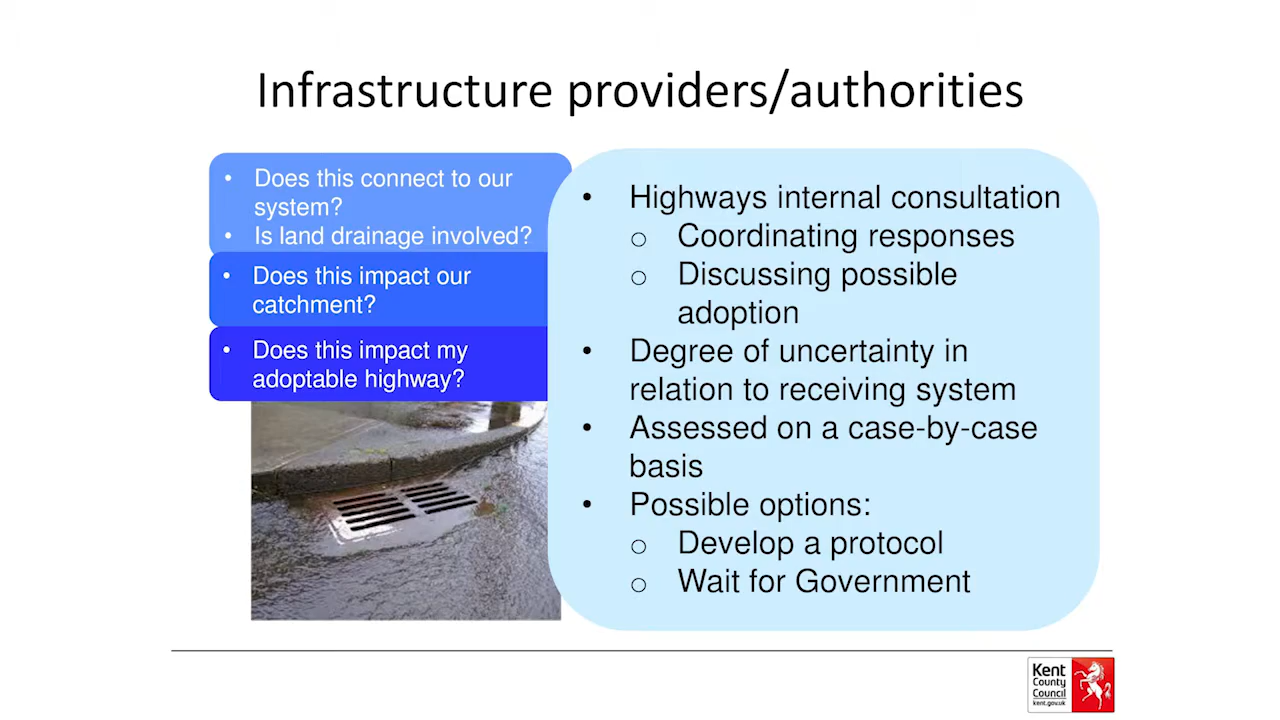 Infrastructure providers/authorities
• Does this connect to our
system?
• Is land drainage involved?
• Does this impact our
catchment?
• Does this impact my
adoptable highway?
• Highways internal consultation
o Coordinating responses
o Discussing possible
adoption
• Degree of uncertainty in
relation to receiving system
• Assessed on a case-by-case
basis
• Possible options:
o Develop a protocol
o Wait for Government
Kent
County
Council
kent.gov.uk